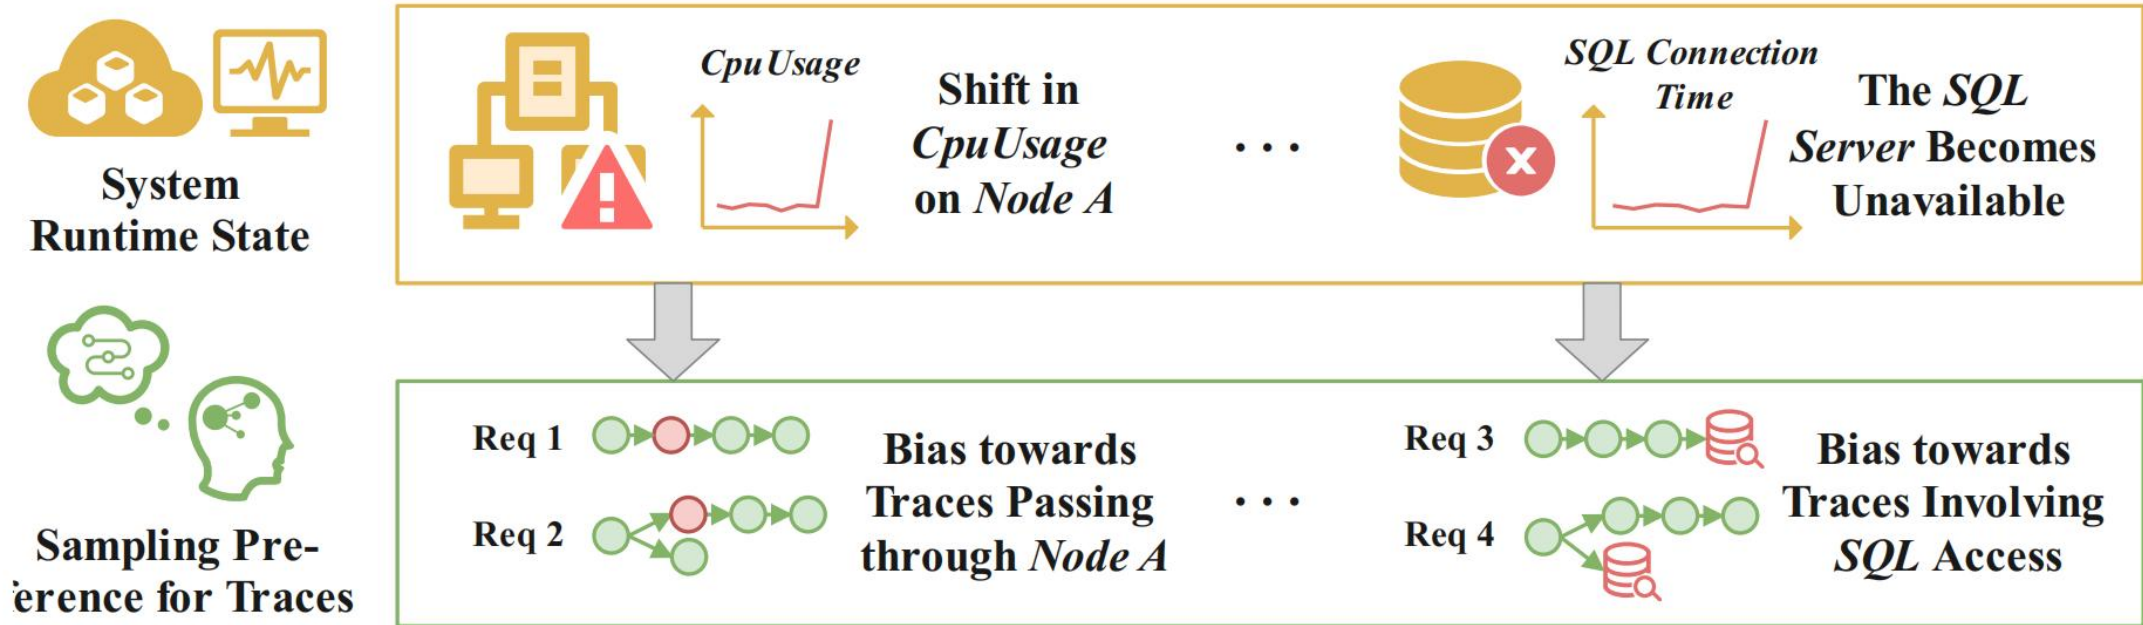 System
Runtime State
CpuUsage
Shift in
CpuUsage
on Node A
...
SQL Connection
Time
The SQL
Server Becomes
Unavailable
Sampling Pre-
ference for Traces
Req 1
Req 2
Bias towards
Traces Passing
through Node A
...
Req 3
Req 4
Bias towards
Traces Involving
SQL Access